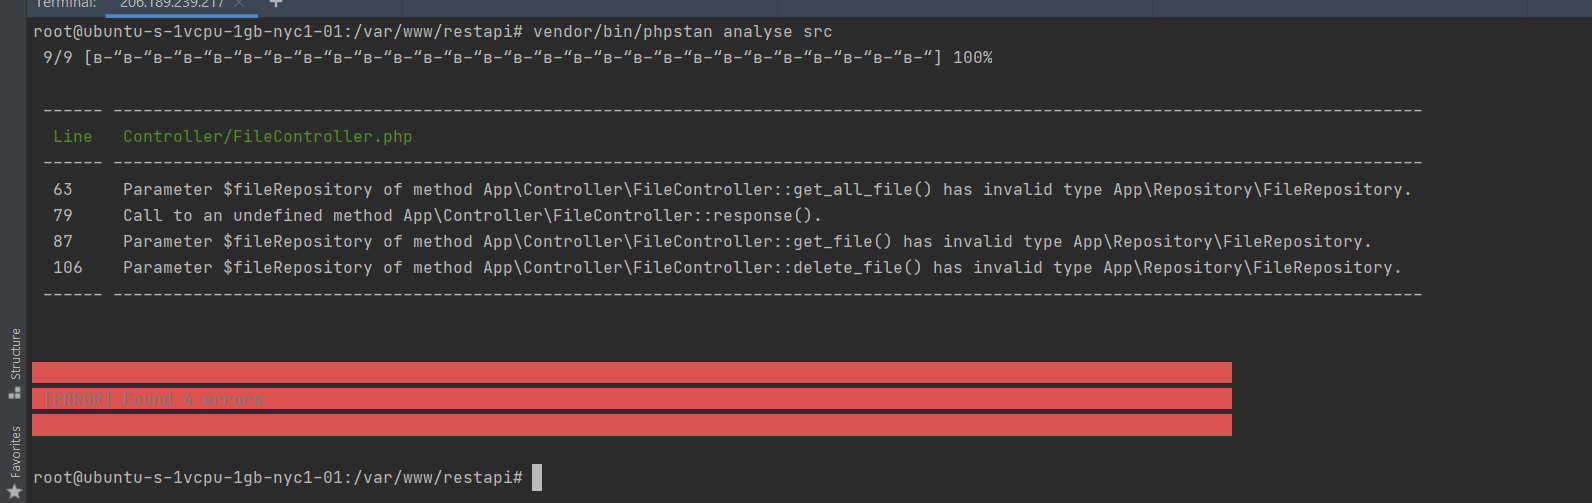 Terminal: 206.189.239.217 × +
root@ubuntu-s-1vcpu-1gb-nyc1-01:/var/www/restapi# vendor/bin/phpstan analyse src
9/9 [в–“в–“в–“в–“в–“в–“в–“в–“в–“в–“в–“в–“в–“в–“в–“в–“в–“в–“в–“в–“в–“в–“в–“в–“в–“в–“в–“в–“] 100%
------ -----------------------------------------------------------------------------------------------------------------------------------
Line Controller/FileController.php
------ -----------------------------------------------------------------------------------------------------------------------------------
63 Parameter $fileRepository of method App\Controller\FileController::get_all_file() has invalid type App\Repository\FileRepository.
79 Call to an undefined method App\Controller\FileController::response().
87 Parameter $fileRepository of method App\Controller\FileController::get_file() has invalid type App\Repository\FileRepository.
106 Parameter $fileRepository of method App\Controller\FileController::delete_file() has invalid type App\Repository\FileRepository.
------ -----------------------------------------------------------------------------------------------------------------------------------
[ERROR] Found 4 errors
root@ubuntu-s-1vcpu-1gb-nyc1-01:/var/www/restapi#
Structure
Favorites